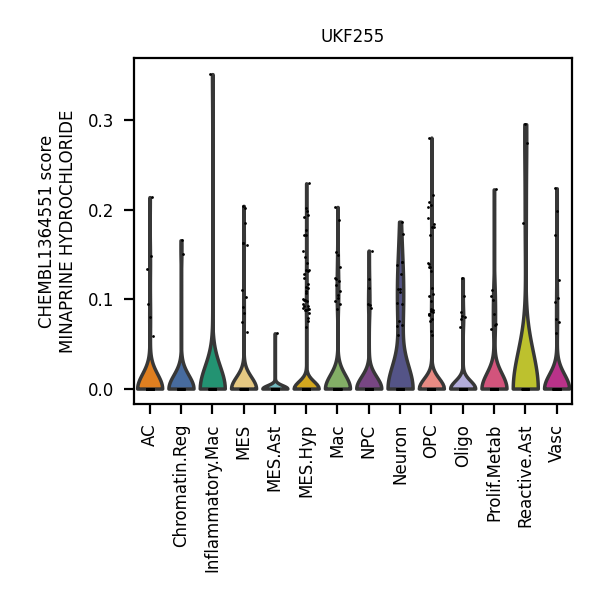 UKF255
CHEMBL1364551 score
MINAPRINE HYDROCHLORIDE
0.3
0.2
0.1
0.0
AC
Chromatin.Reg
Inflammatory.Mac
MES
MES.Ast
MES.Hyp
Mac
NPC
Neuron
OPC
Oligo
Prolif.Metab
Reactive.Ast
Vasc